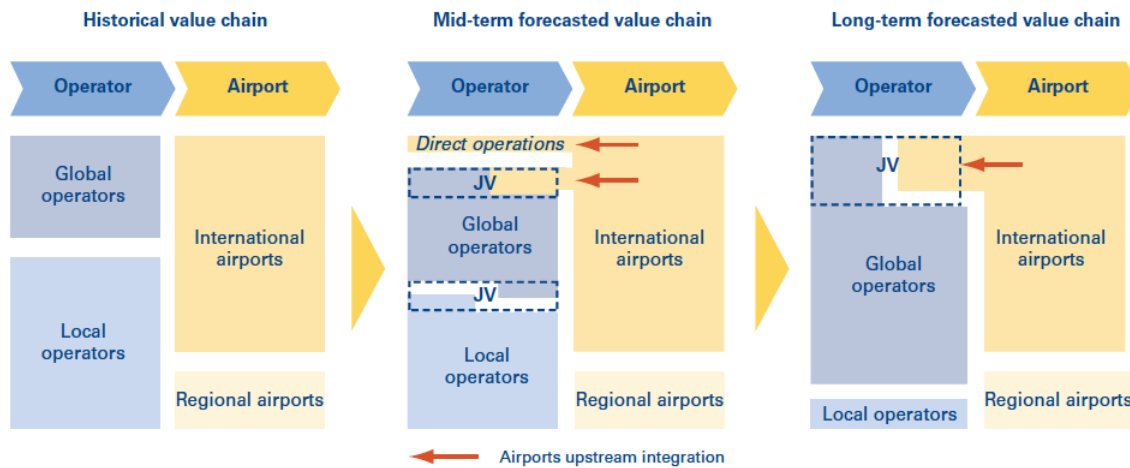 Historical value chain
Operator
Airport
Global
operators
Local
operators
International
airports
Regional airports
Mid-term forecasted value chain
Operator
Airport
Direct operations
JV
Global
operators
JV
Local
operators
International
airports
Regional airports
Airports upstream integration
Long-term forecasted value chain
Operator
Airport
JV
Global
operators
Local operators
International
airports
Regional airports